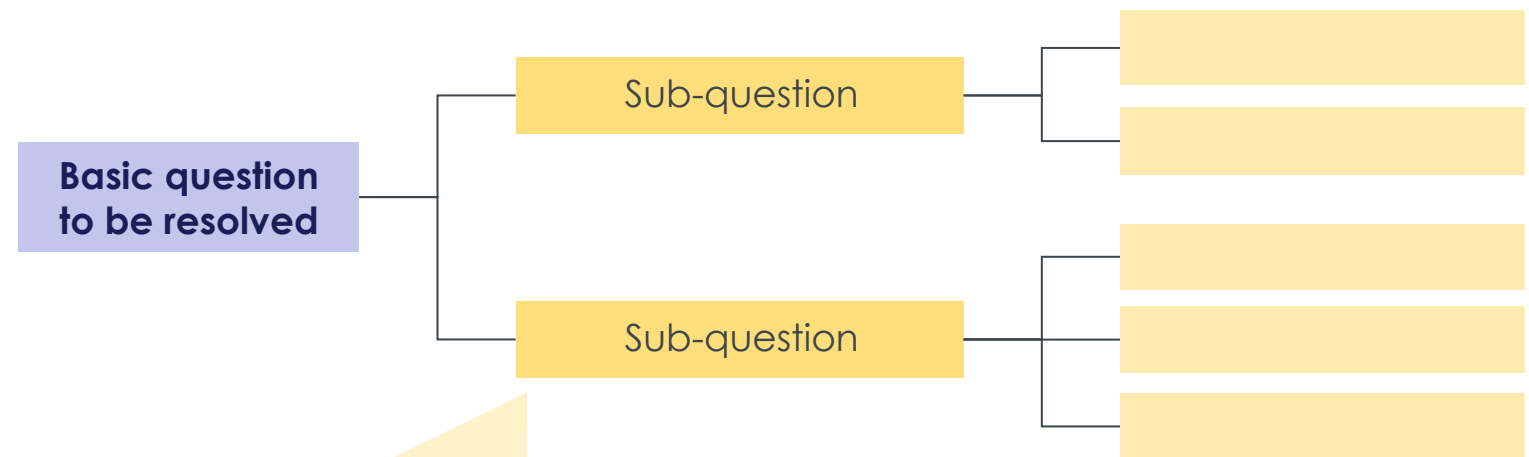 Sub-question
Basic question
to be resolved
Sub-question